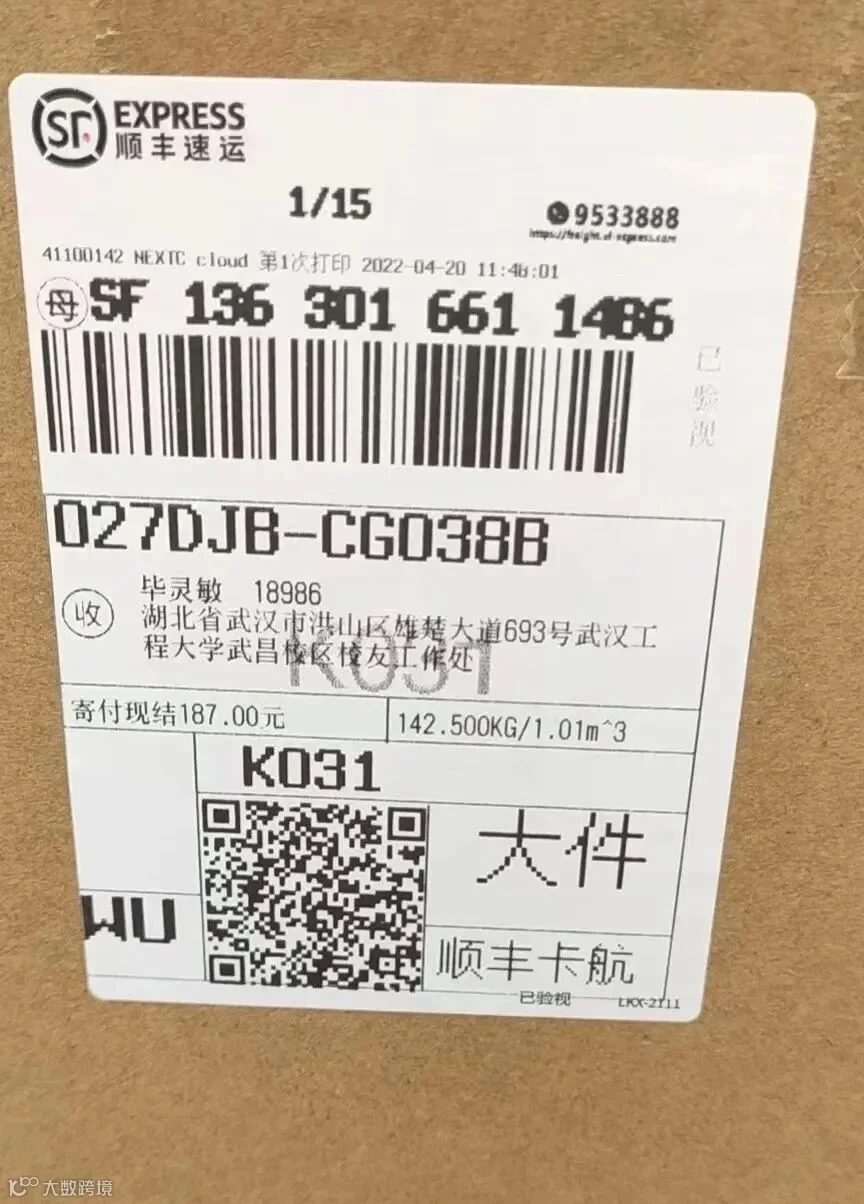 SF EXPRESS
顺丰速运
1/15
9533888
https://freight.sf-express.com
41100142 NEXTC cloud 第1次打印 2022-04-20 11:46:01
母 SF 136 301 661 1486
已验视
027DJB-CG038B
收
毕灵敏 18986
湖北省武汉市洪山区雄楚大道693号武汉工
程大学武昌校区校友工作处
K031
寄付现结187.00元
142.500KG/1.01m^3
K031
大件
WU
顺丰卡航
已验视
LKX-2111
大数跨境